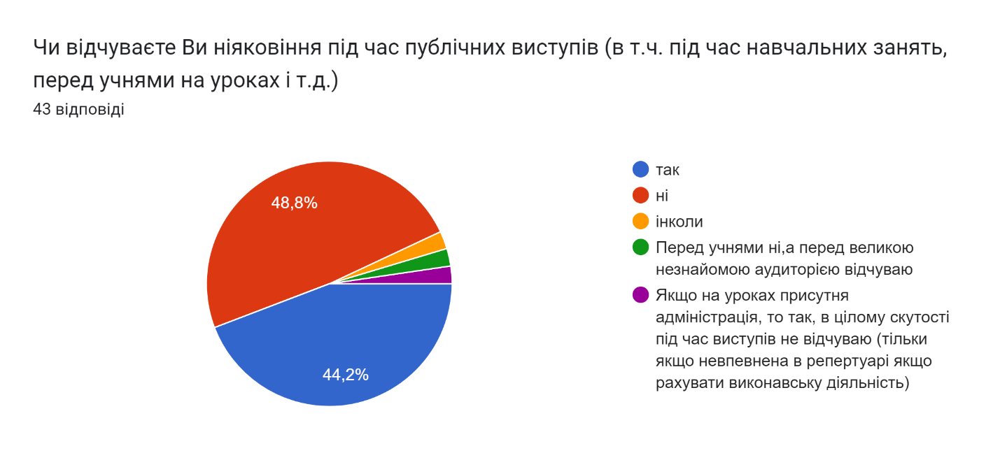 Чи відчуваєте Ви ніяковіння під час публічних виступів (в т.ч. під час навчальних занять,
перед учнями на уроках і т.д.)
43 відповіді
48,8%
44,2%
так
ні
інколи
Перед учнями ні,а перед великою
незнайомою аудиторією відчуваю
Якщо на уроках присутня
адміністрація, то так, в цілому скутості
під час виступів не відчуваю (тільки
якщо невпевнена в репертуарі якщо
рахувати виконавську діяльність)